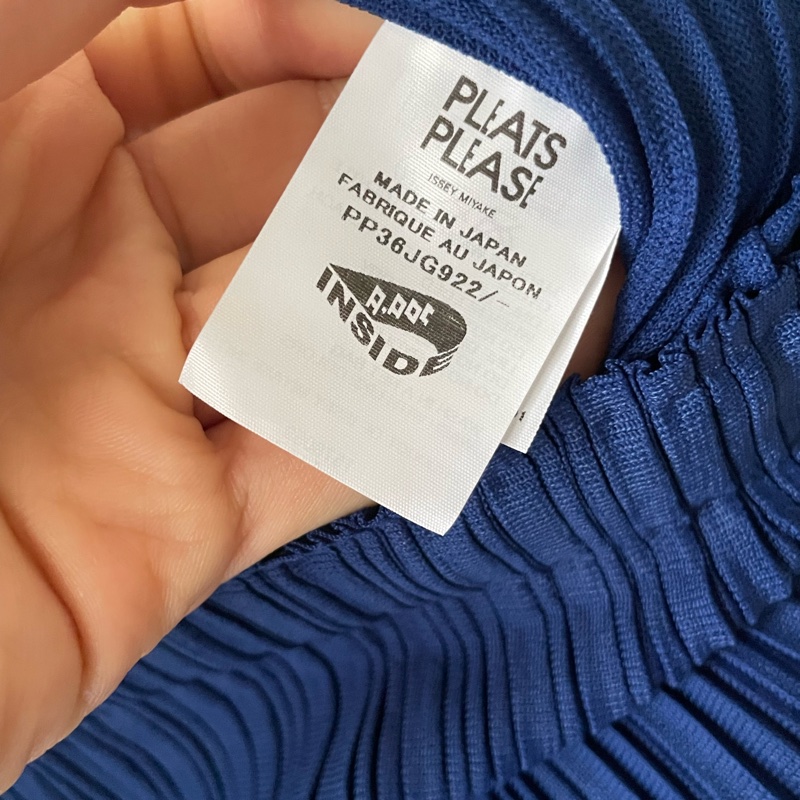 PLEATS
PLEASE
ISSEY MIYAKE
MADE IN JAPAN
FABRIQUE AU JAPON
PP36JG922/–
A.POC
INSIDE